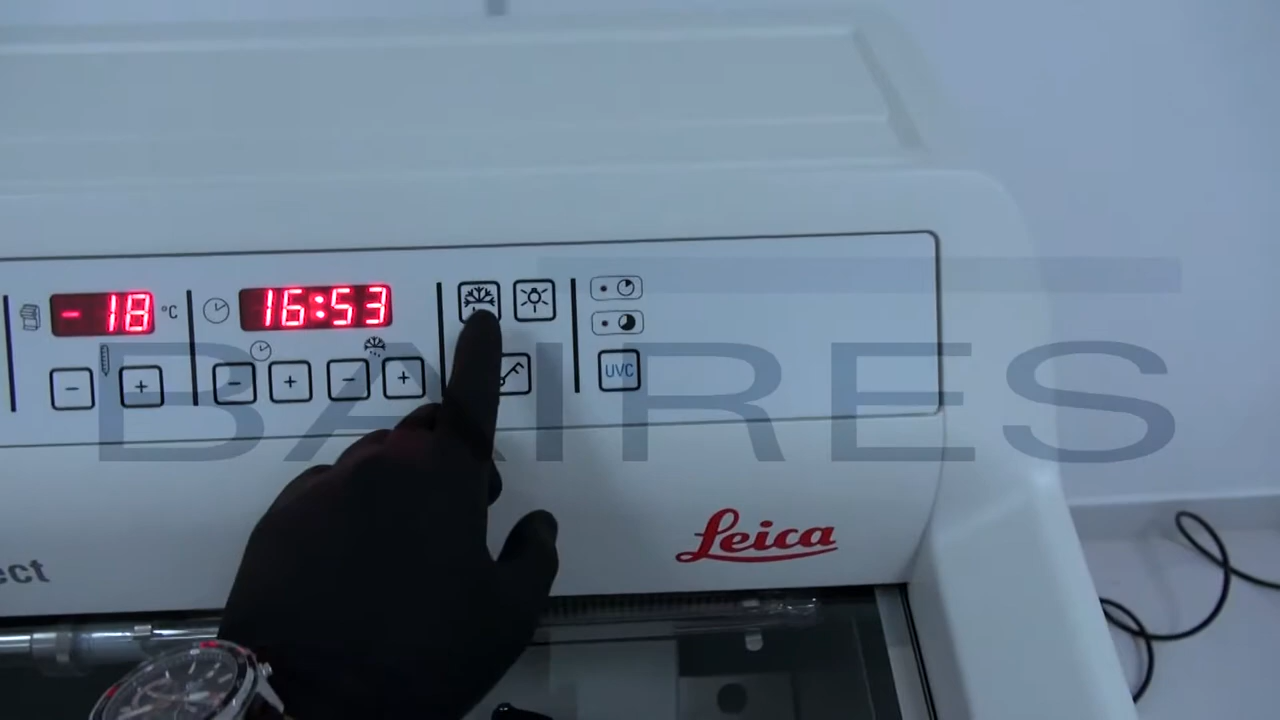 -18 °C
16:53
- + - + - +
UVC
BAIRES
Leica
ect